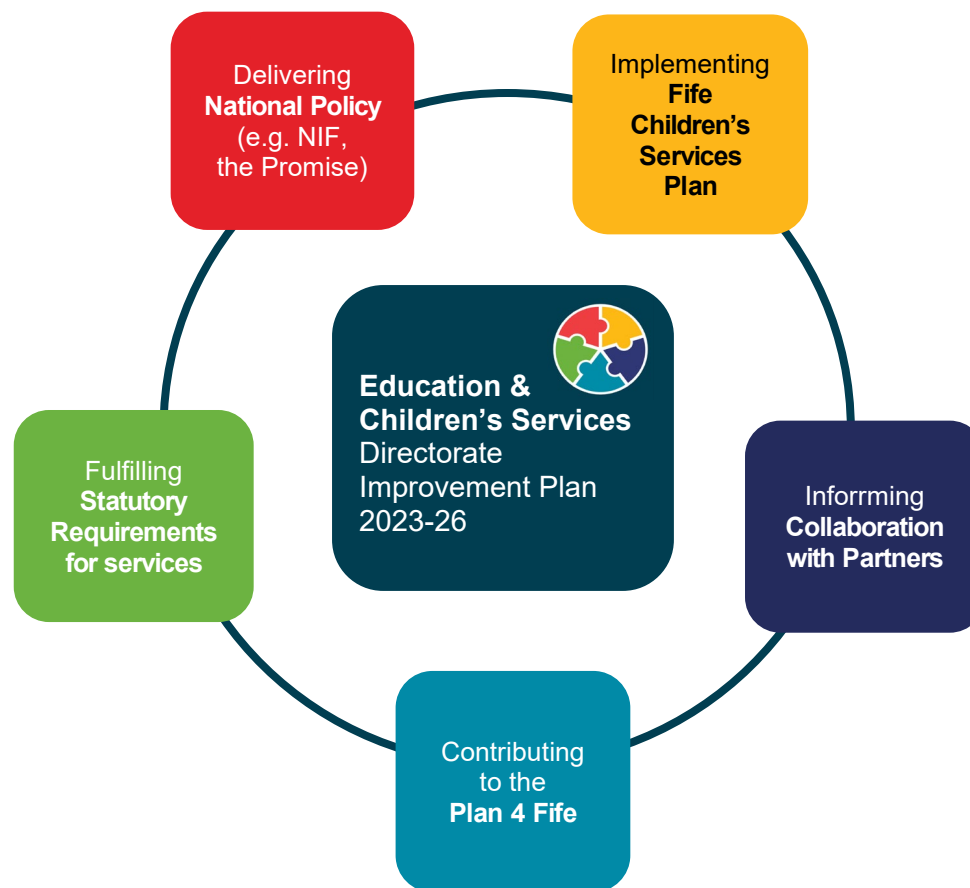 Delivering
National Policy
(e.g. NIF,
the Promise)
Implementing
Fife
Children's
Services
Plan
Education &
Children's Services
Directorate
Improvement Plan
2023-26
Fulfilling
Statutory
Requirements
for services
Inforrming
Collaboration
with Partners
Contributing
to the
Plan 4 Fife